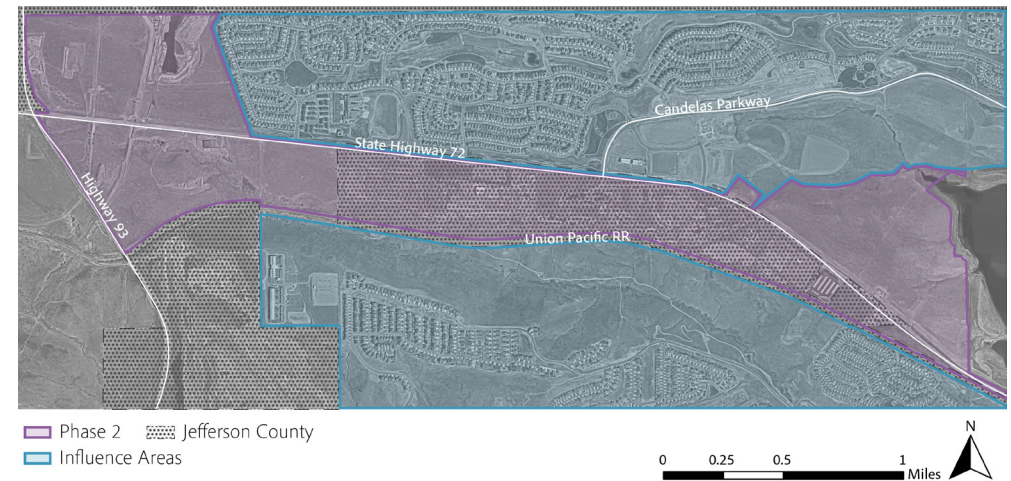 Candelas Parkway
State Highway 72
Highway 93
Union Pacific RR
Phase 2 Jefferson County
Influence Areas
N
0 0.25 0.5 1
Miles